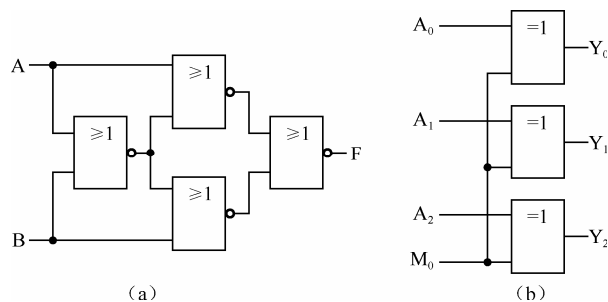 A
B
≥1
≥1
≥1
≥1
F
（a）
A₀
=1
Y₀
A₁
=1
Y₁
A₂
=1
Y₂
M₀
（b）